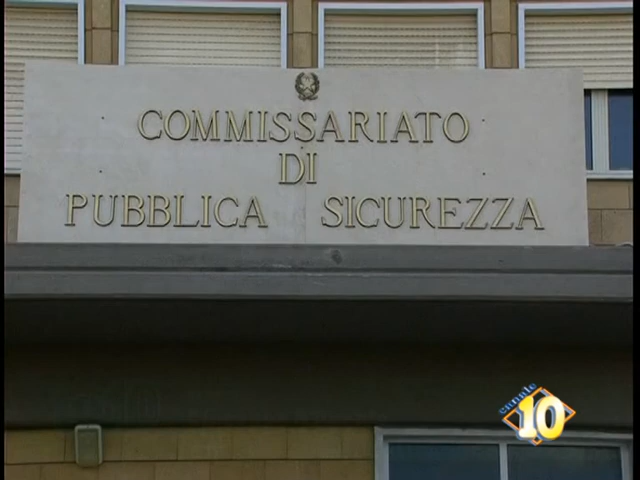 COMMISSARIATO
DI
PUBBLICA SICUREZZA
canale
10